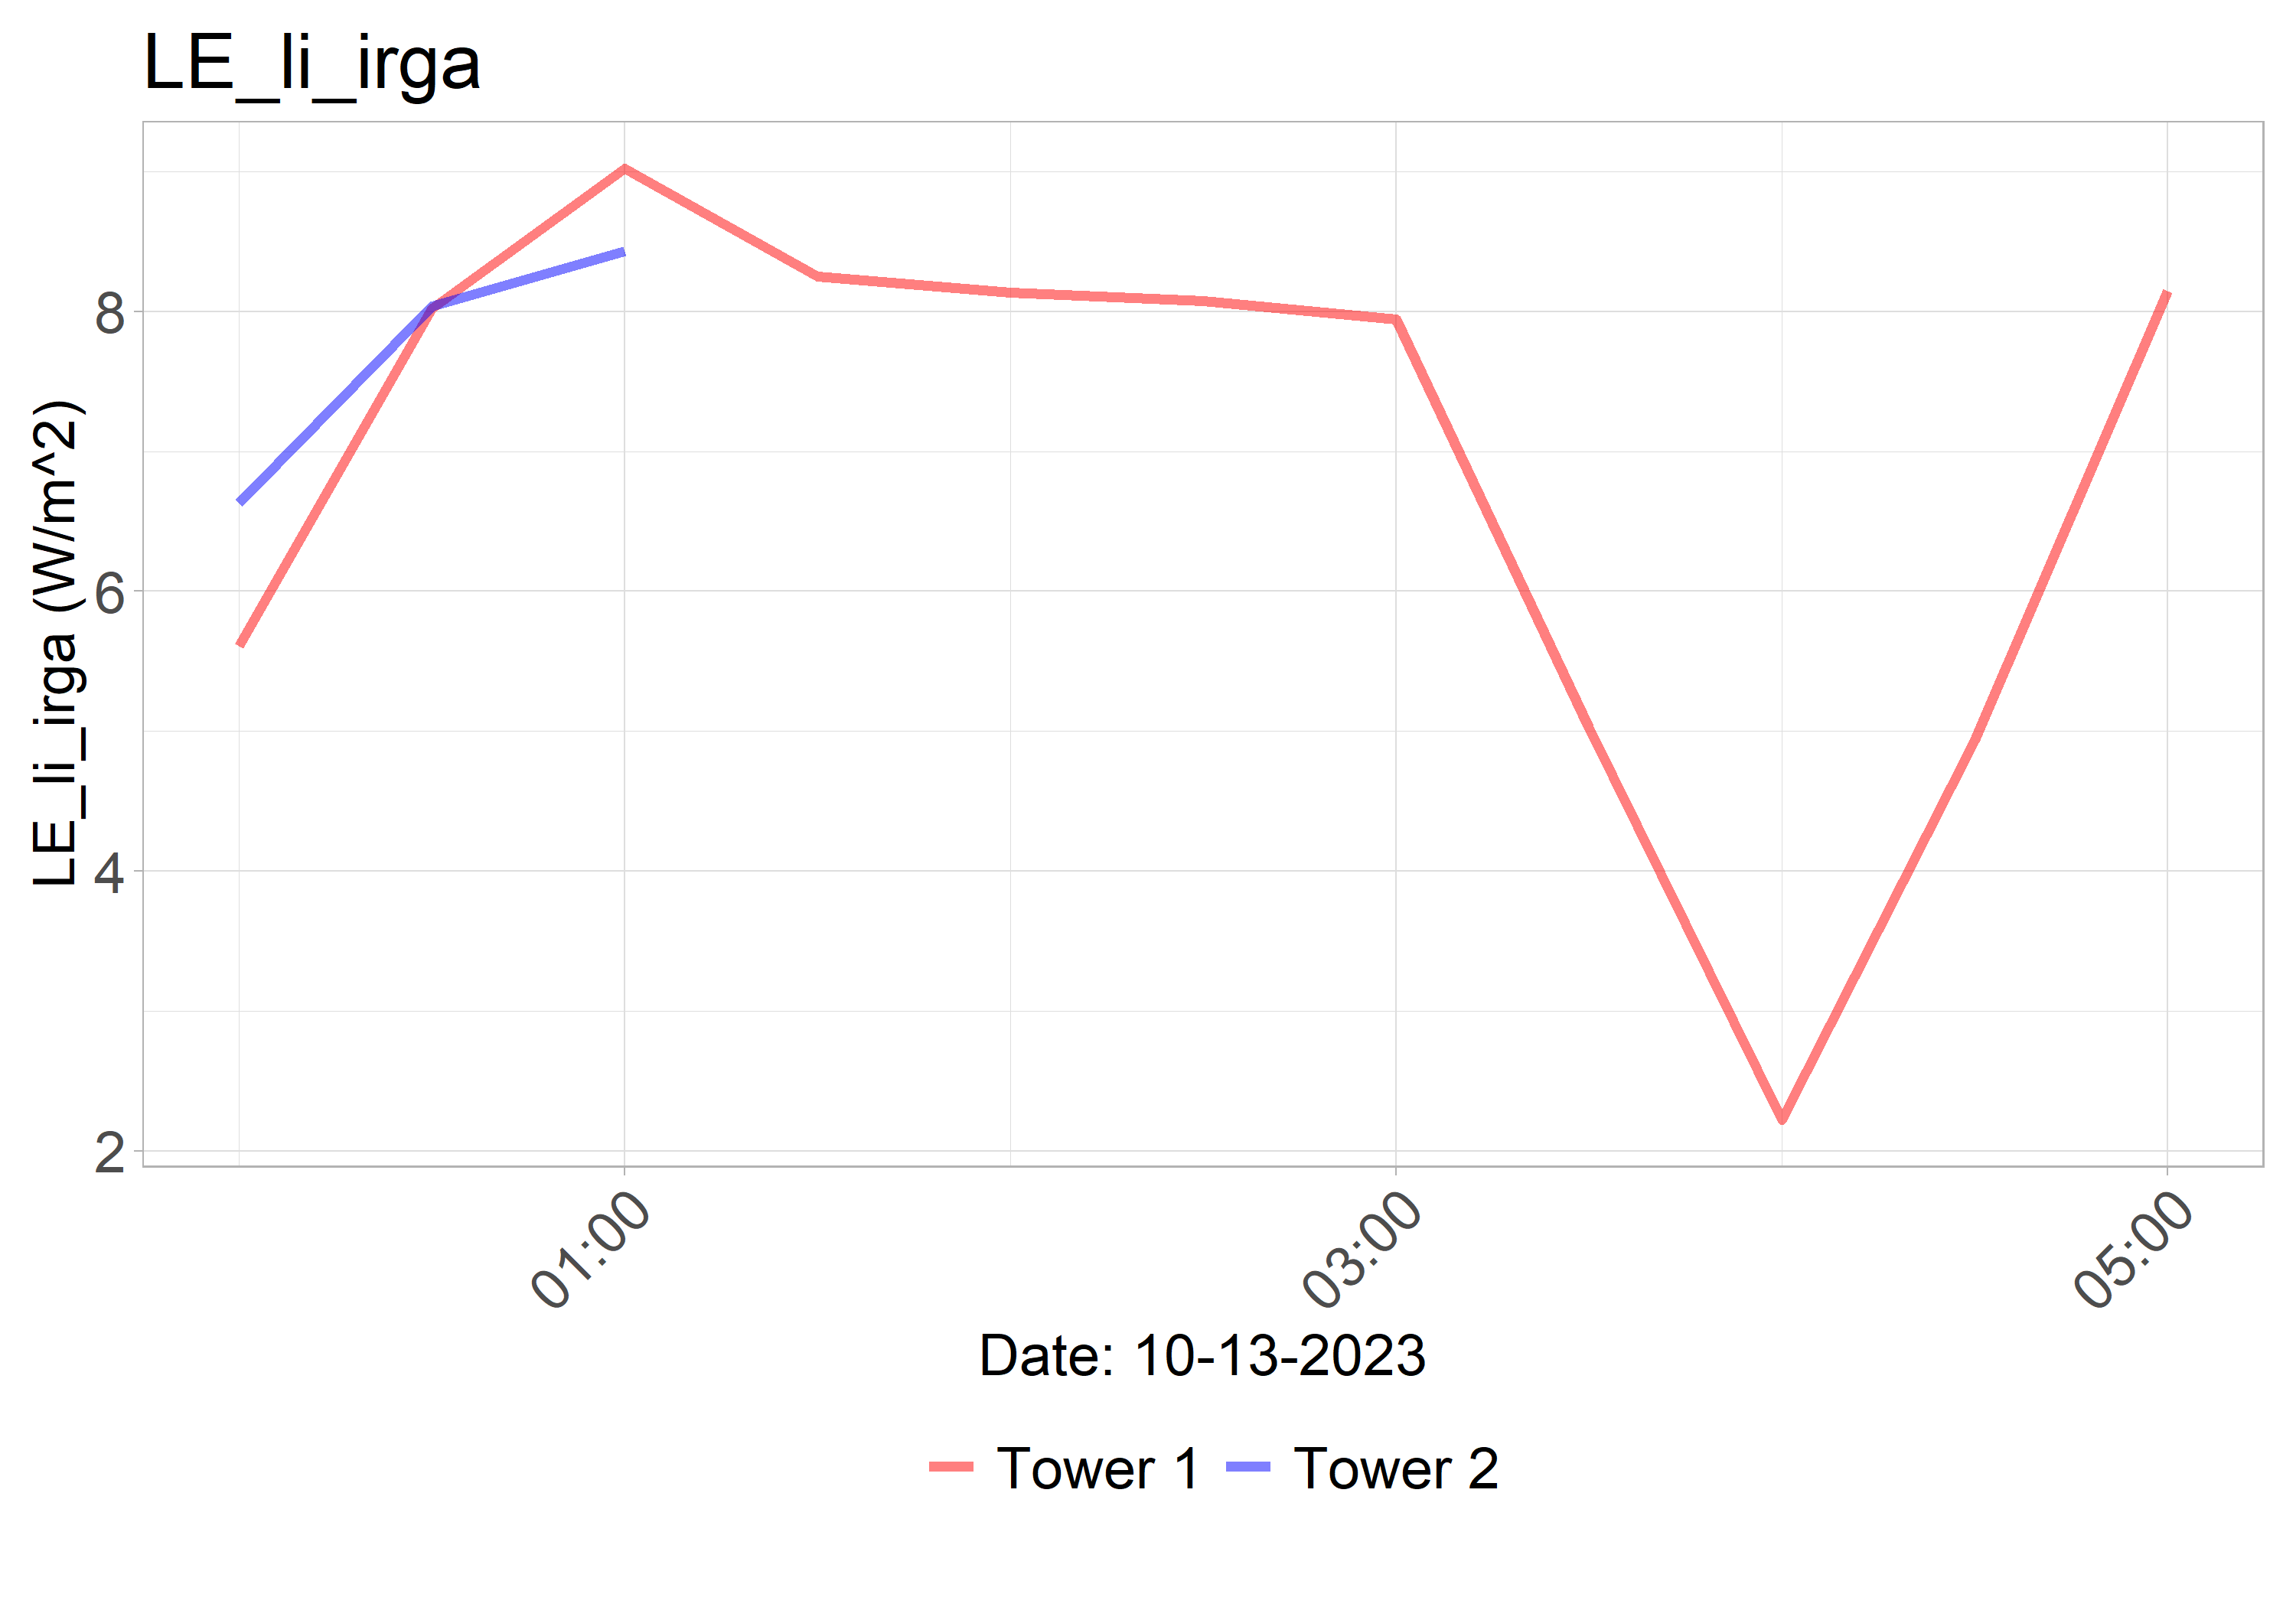 LE_li_irga
LE_li_irga (W/m^2)
8
6
4
2
01:00
03:00
05:00
Date: 10-13-2023
Tower 1
Tower 2